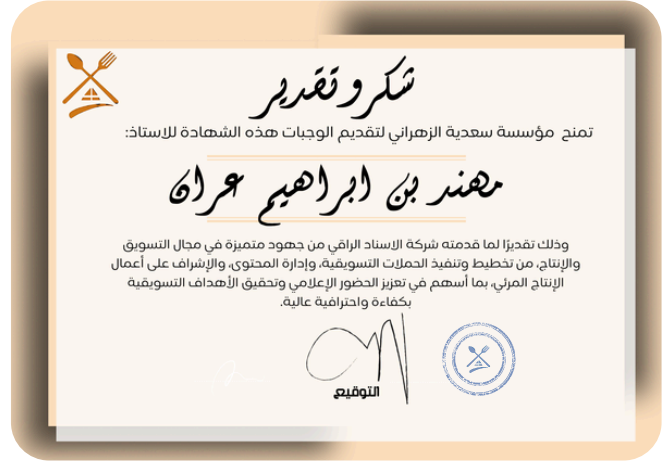 شكر وتقدير
تمنح مؤسسة سعدية الزهراني لتقديم الوجبات هذه الشهادة للاستاذ:
مهند بن ابراهيم عران
وذلك تقديرًا لما قدمته شركة الاسناد الراقي من جهود متميزة في مجال التسويق
والإنتاج، من تخطيط وتنفيذ الحملات التسويقية، وإدارة المحتوى، والإشراف على أعمال
الإنتاج المرئي، بما أسهم في تعزيز الحضور الإعلامي وتحقيق الأهداف التسويقية
بكفاءة واحترافية عالية.
التوقيع